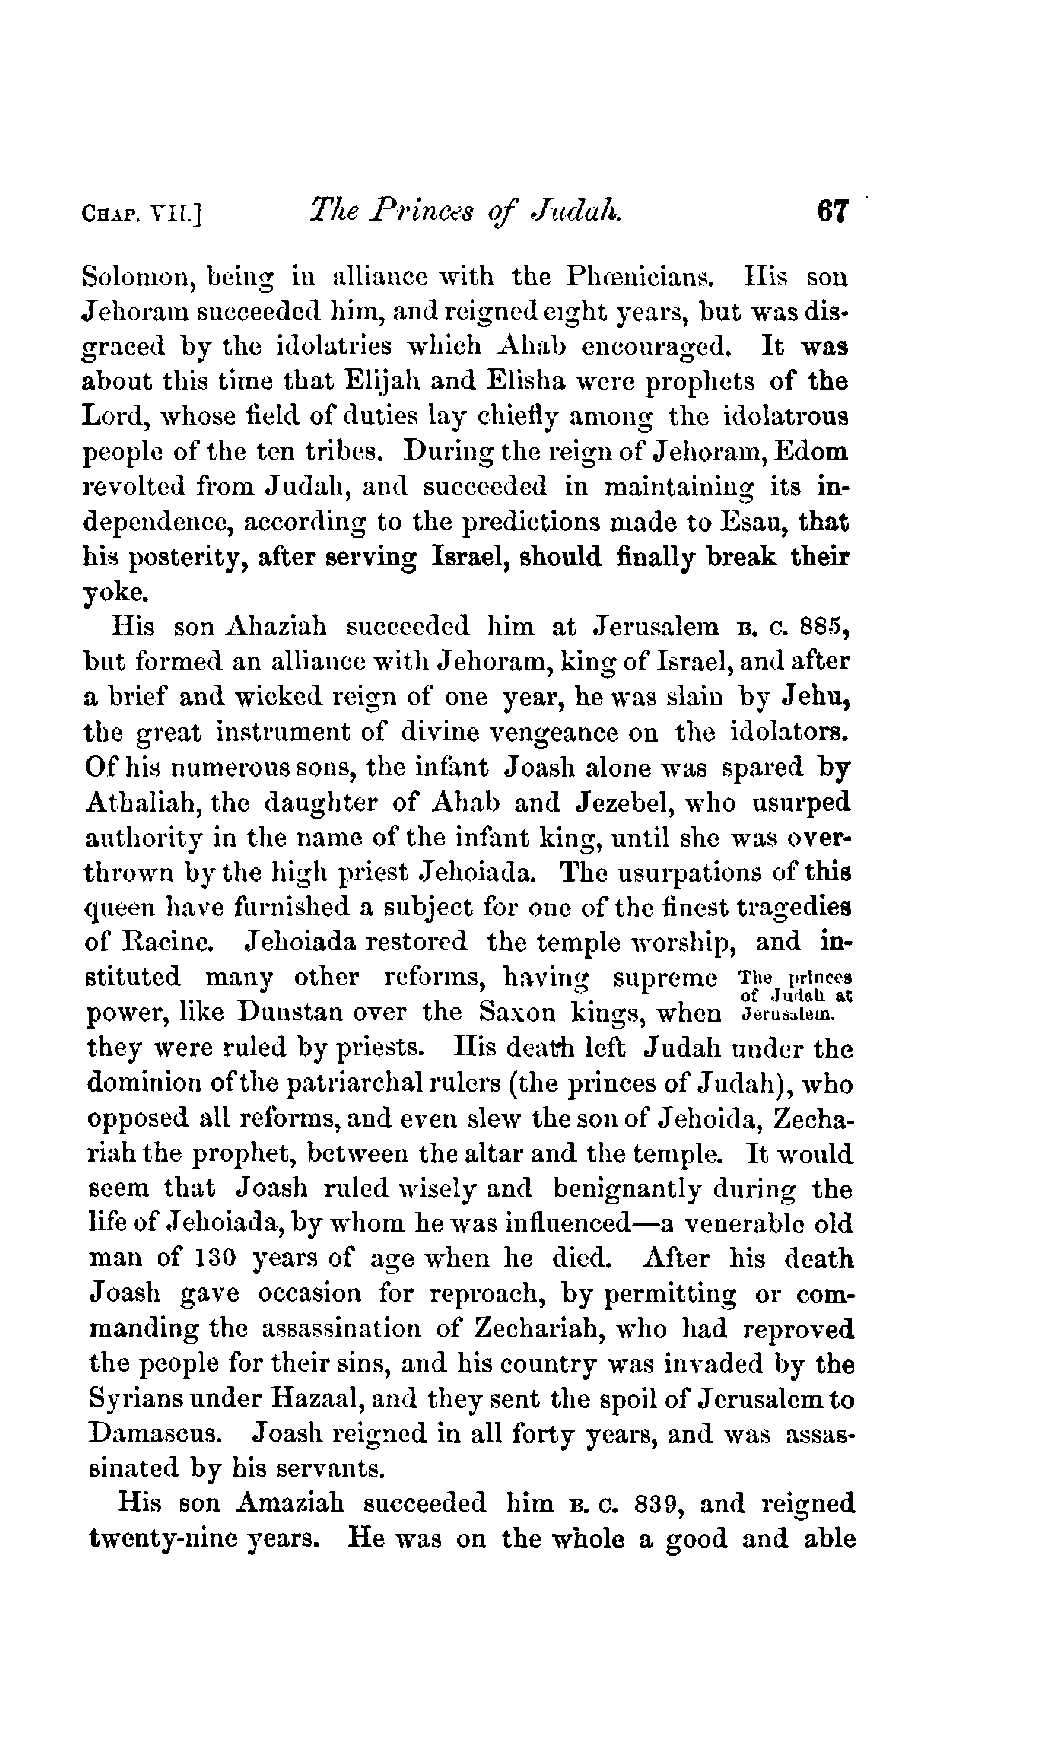 CHAP. VII.] The Princes of Judah. 67
Solomon, being in alliance with the Phœnicians. His son
Jehoram succeeded him, and reigned eight years, but was dis-
graced by the idolatries which Ahab encouraged. It was
about this time that Elijah and Elisha were prophets of the
Lord, whose field of duties lay chiefly among the idolatrous
people of the ten tribes. During the reign of Jehoram, Edom
revolted from Judah, and succeeded in maintaining its in-
dependence, according to the predictions made to Esau, that
his posterity, after serving Israel, should finally break their
yoke.
His son Ahaziah succeeded him at Jerusalem B. C. 885,
but formed an alliance with Jehoram, king of Israel, and after
a brief and wicked reign of one year, he was slain by Jehu,
the great instrument of divine vengeance on the idolators.
Of his numerous sons, the infant Joash alone was spared by
Athaliah, the daughter of Ahab and Jezebel, who usurped
authority in the name of the infant king, until she was over-
thrown by the high priest Jehoiada. The usurpations of this
queen have furnished a subject for one of the finest tragedies
of Racine. Jehoiada restored the temple worship, and in-
stituted many other reforms, having supreme
The princes
of Judah at
Jerusalem.
power, like Dunstan over the Saxon kings, when
they were ruled by priests. His death left Judah under the
dominion of the patriarchal rulers (the princes of Judah), who
opposed all reforms, and even slew the son of Jehoida, Zecha-
riah the prophet, between the altar and the temple. It would
seem that Joash ruled wisely and benignantly during the
life of Jehoiada, by whom he was influenced—a venerable old
man of 130 years of age when he died. After his death
Joash gave occasion for reproach, by permitting or com-
manding the assassination of Zechariah, who had reproved
the people for their sins, and his country was invaded by the
Syrians under Hazaal, and they sent the spoil of Jerusalem to
Damascus. Joash reigned in all forty years, and was assas-
sinated by his servants.
His son Amaziah succeeded him B. C. 839, and reigned
twenty-nine years. He was on the whole a good and able